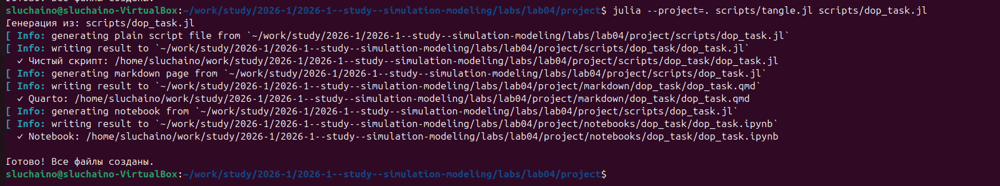 Готово! Все файлы созданы.
sluchaino@sluchaino-VirtualBox:~/work/study/2026-1/2026-1--study--simulation-modeling/labs/lab04/project$ julia --project=. scripts/tangle.jl scripts/dop_task.jl
Генерация из: scripts/dop_task.jl
[ Info: generating plain script file from `~/work/study/2026-1/2026-1--study--simulation-modeling/labs/lab04/project/scripts/dop_task.jl`
[ Info: writing result to `~/work/study/2026-1/2026-1--study--simulation-modeling/labs/lab04/project/scripts/dop_task/dop_task.jl`
✓ Чистый скрипт: /home/sluchaino/work/study/2026-1/2026-1--study--simulation-modeling/labs/lab04/project/scripts/dop_task/dop_task.jl
[ Info: generating markdown page from `~/work/study/2026-1/2026-1--study--simulation-modeling/labs/lab04/project/scripts/dop_task.jl`
[ Info: writing result to `~/work/study/2026-1/2026-1--study--simulation-modeling/labs/lab04/project/markdown/dop_task/dop_task.qmd`
✓ Quarto: /home/sluchaino/work/study/2026-1/2026-1--study--simulation-modeling/labs/lab04/project/markdown/dop_task/dop_task.qmd
[ Info: generating notebook from `~/work/study/2026-1/2026-1--study--simulation-modeling/labs/lab04/project/scripts/dop_task.jl`
[ Info: writing result to `~/work/study/2026-1/2026-1--study--simulation-modeling/labs/lab04/project/notebooks/dop_task/dop_task.ipynb`
✓ Notebook: /home/sluchaino/work/study/2026-1/2026-1--study--simulation-modeling/labs/lab04/project/notebooks/dop_task/dop_task.ipynb
Готово! Все файлы созданы.
sluchaino@sluchaino-VirtualBox:~/work/study/2026-1/2026-1--study--simulation-modeling/labs/lab04/project$